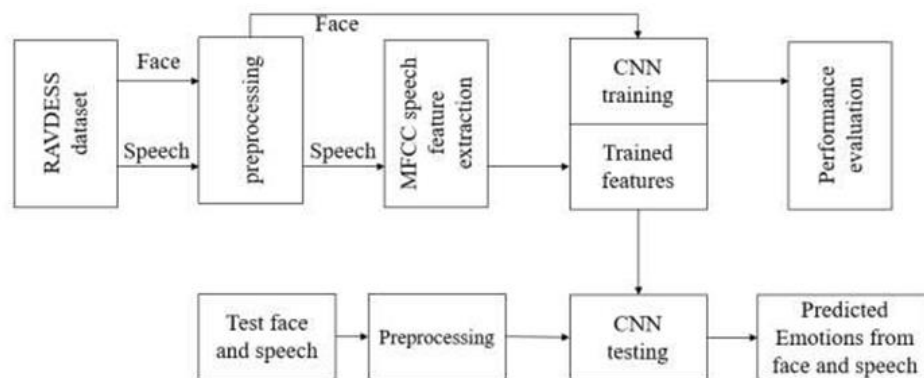 Face
RAVDESS
dataset
Face
Speech
preprocessing
Speech
MFCC speech
feature
extraction
CNN
training
Trained
features
Performance
evaluation
Test face
and speech
Preprocessing
CNN
testing
Predicted
Emotions from
face and speech